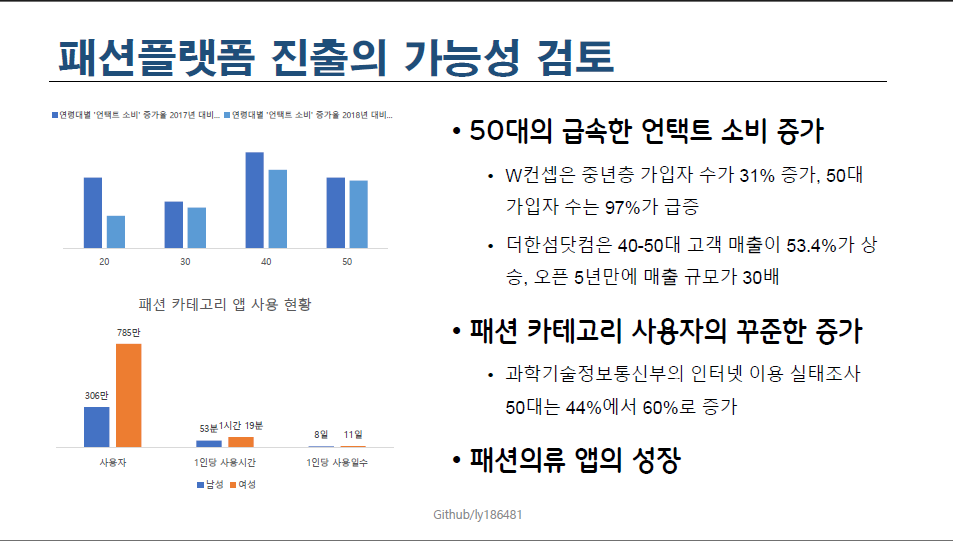 패션플랫폼 진출의 가능성 검토
연령대별 '언택트 소비' 증가율 2017년 대비... 연령대별 '언택트 소비' 증가율 2018년 대비...
20 30 40 50
패션 카테고리 앱 사용 현황
785만
306만
53분 1시간 19분 8일 11일
사용자 1인당 사용시간 1인당 사용일수
남성 여성
• 50대의 급속한 언택트 소비 증가
• W컨셉은 중년층 가입자 수가 31% 증가, 50대
가입자 수는 97%가 급증
• 더한섬닷컴은 40-50대 고객 매출이 53.4%가 상
승, 오픈 5년만에 매출 규모가 30배
• 패션 카테고리 사용자의 꾸준한 증가
• 과학기술정보통신부의 인터넷 이용 실태조사
50대는 44%에서 60%로 증가
• 패션의류 앱의 성장
Github/ly186481